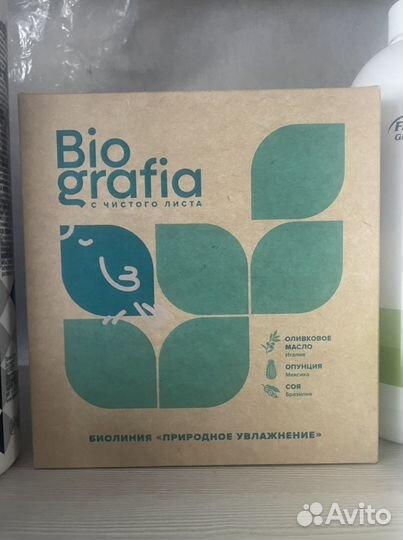 Bio
grafia
С ЧИСТОГО ЛИСТА
ОЛИВКОВОЕ
МАСЛО
Италия
ОПУНЦИЯ
Мексика
СОЯ
Бразилия
БИОЛИНИЯ «ПРИРОДНОЕ УВЛАЖНЕНИЕ»
Avito